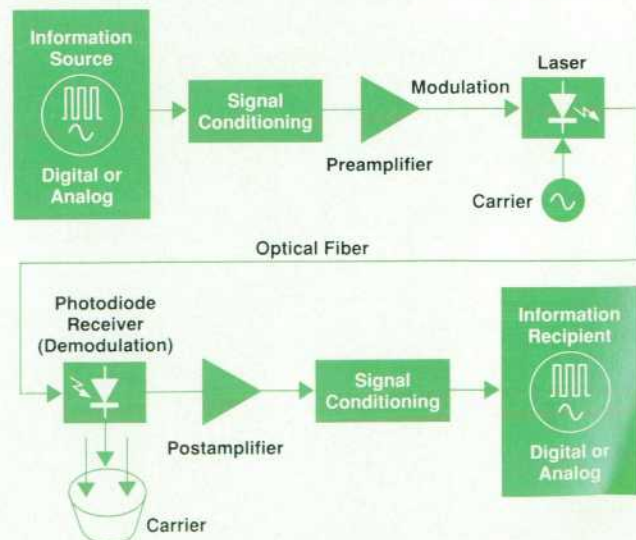 Information
Source
Digital or
Analog
Signal
Conditioning
Preamplifier
Modulation
Laser
Carrier
Optical Fiber
Photodiode
Receiver
(Demodulation)
Carrier
Postamplifier
Signal
Conditioning
Information
Recipient
Digital or
Analog